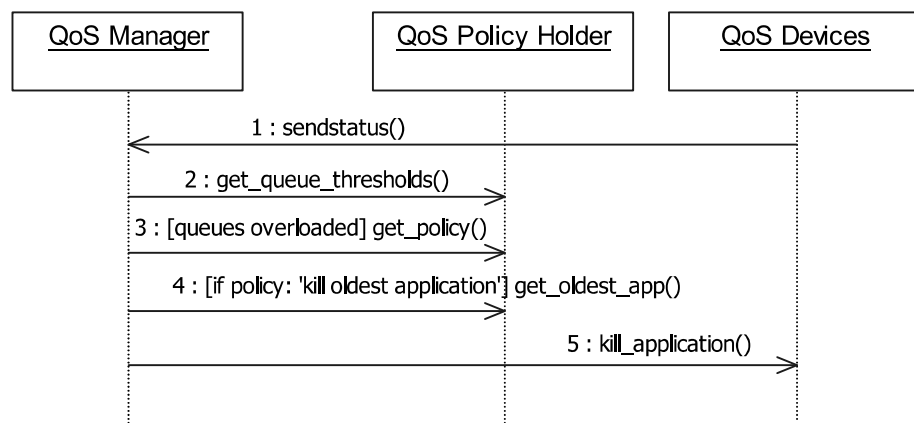 QoS Manager
QoS Policy Holder
QoS Devices
1 : sendstatus()
2 : get_queue_thresholds()
3 : [queues overloaded] get_policy()
4 : [if policy: 'kill oldest application'] get_oldest_app()
5 : kill_application()